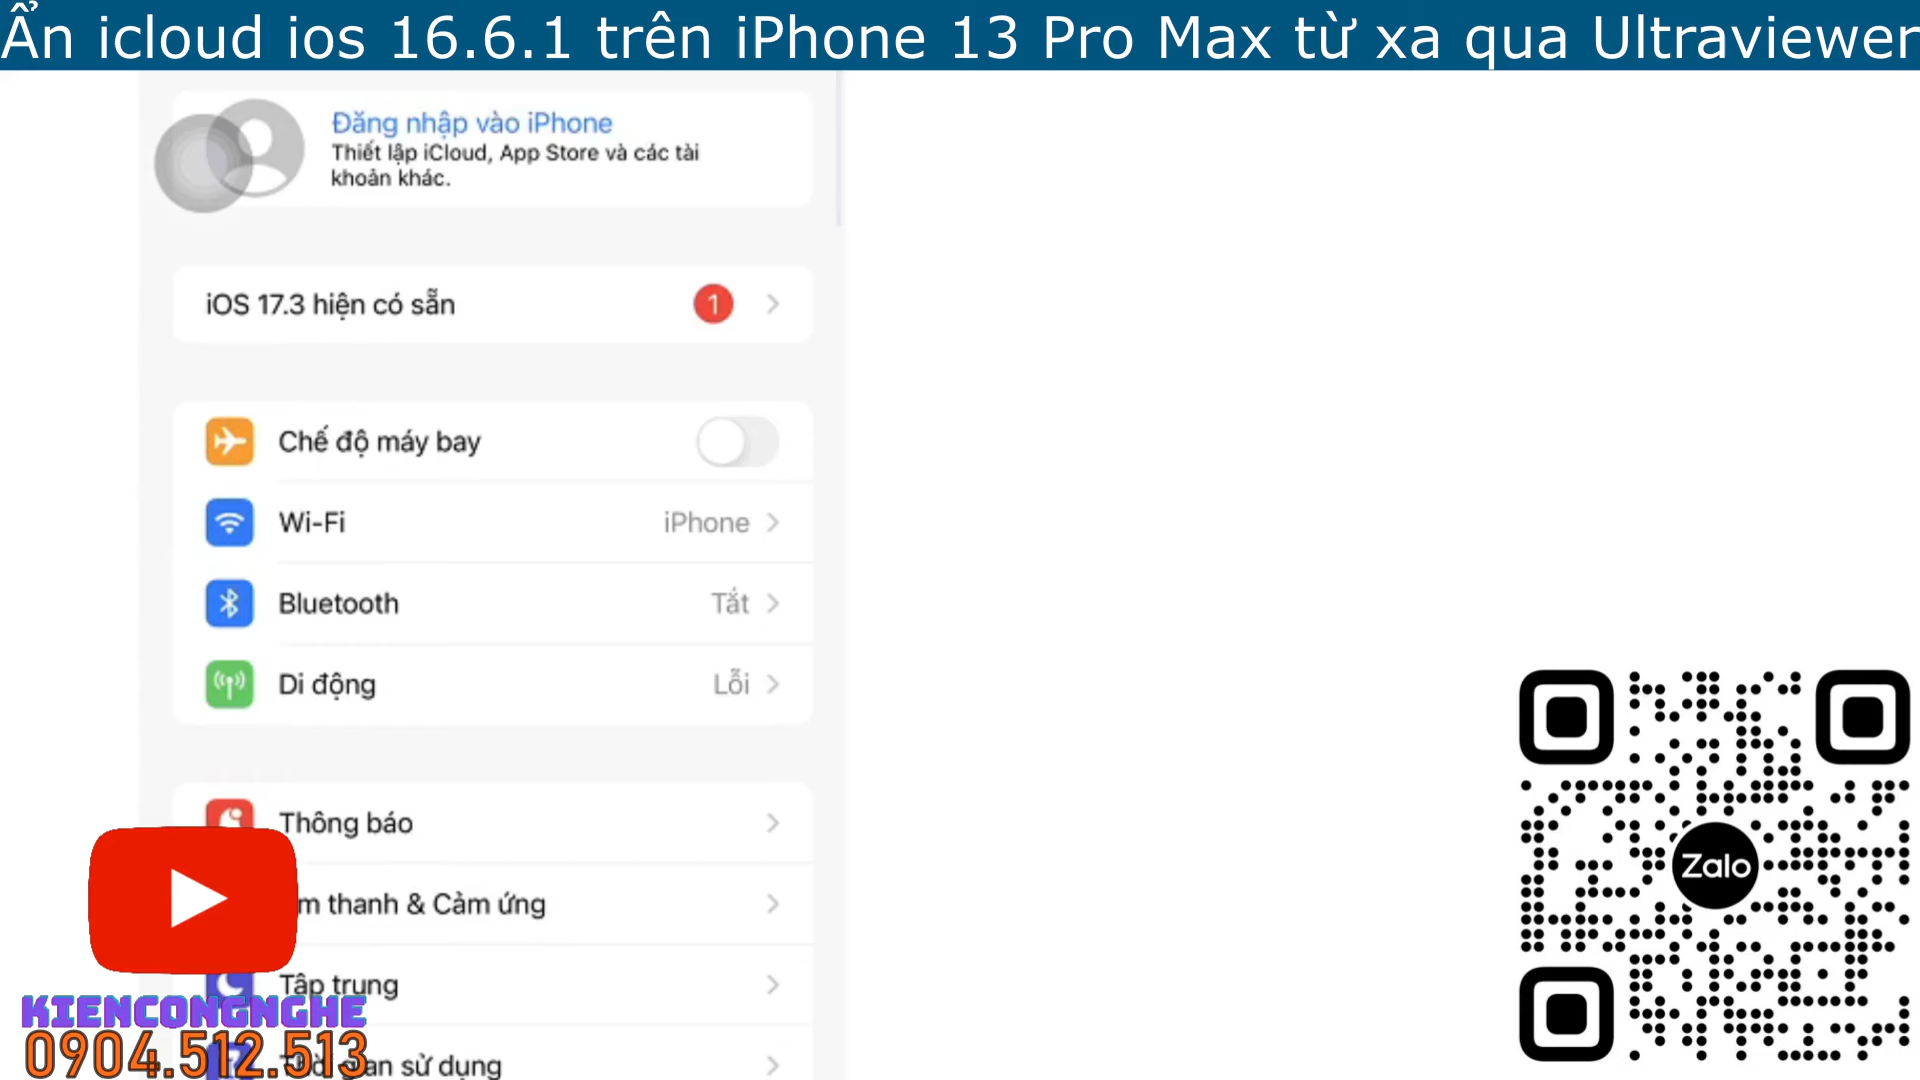 Ẩn icloud ios 16.6.1 trên iPhone 13 Pro Max từ xa qua Ultraviewer
Đăng nhập vào iPhone
Thiết lập iCloud, App Store và các tài
khoản khác.
iOS 17.3 hiện có sẵn
1
Chế độ máy bay
Wi-Fi
iPhone
Bluetooth
Tắt
Di động
Lỗi
Thông báo
m thanh & Cảm ứng
Tập trung
Thời gian sử dụng
KIENCONGNGHE
0904.512.513
Zalo